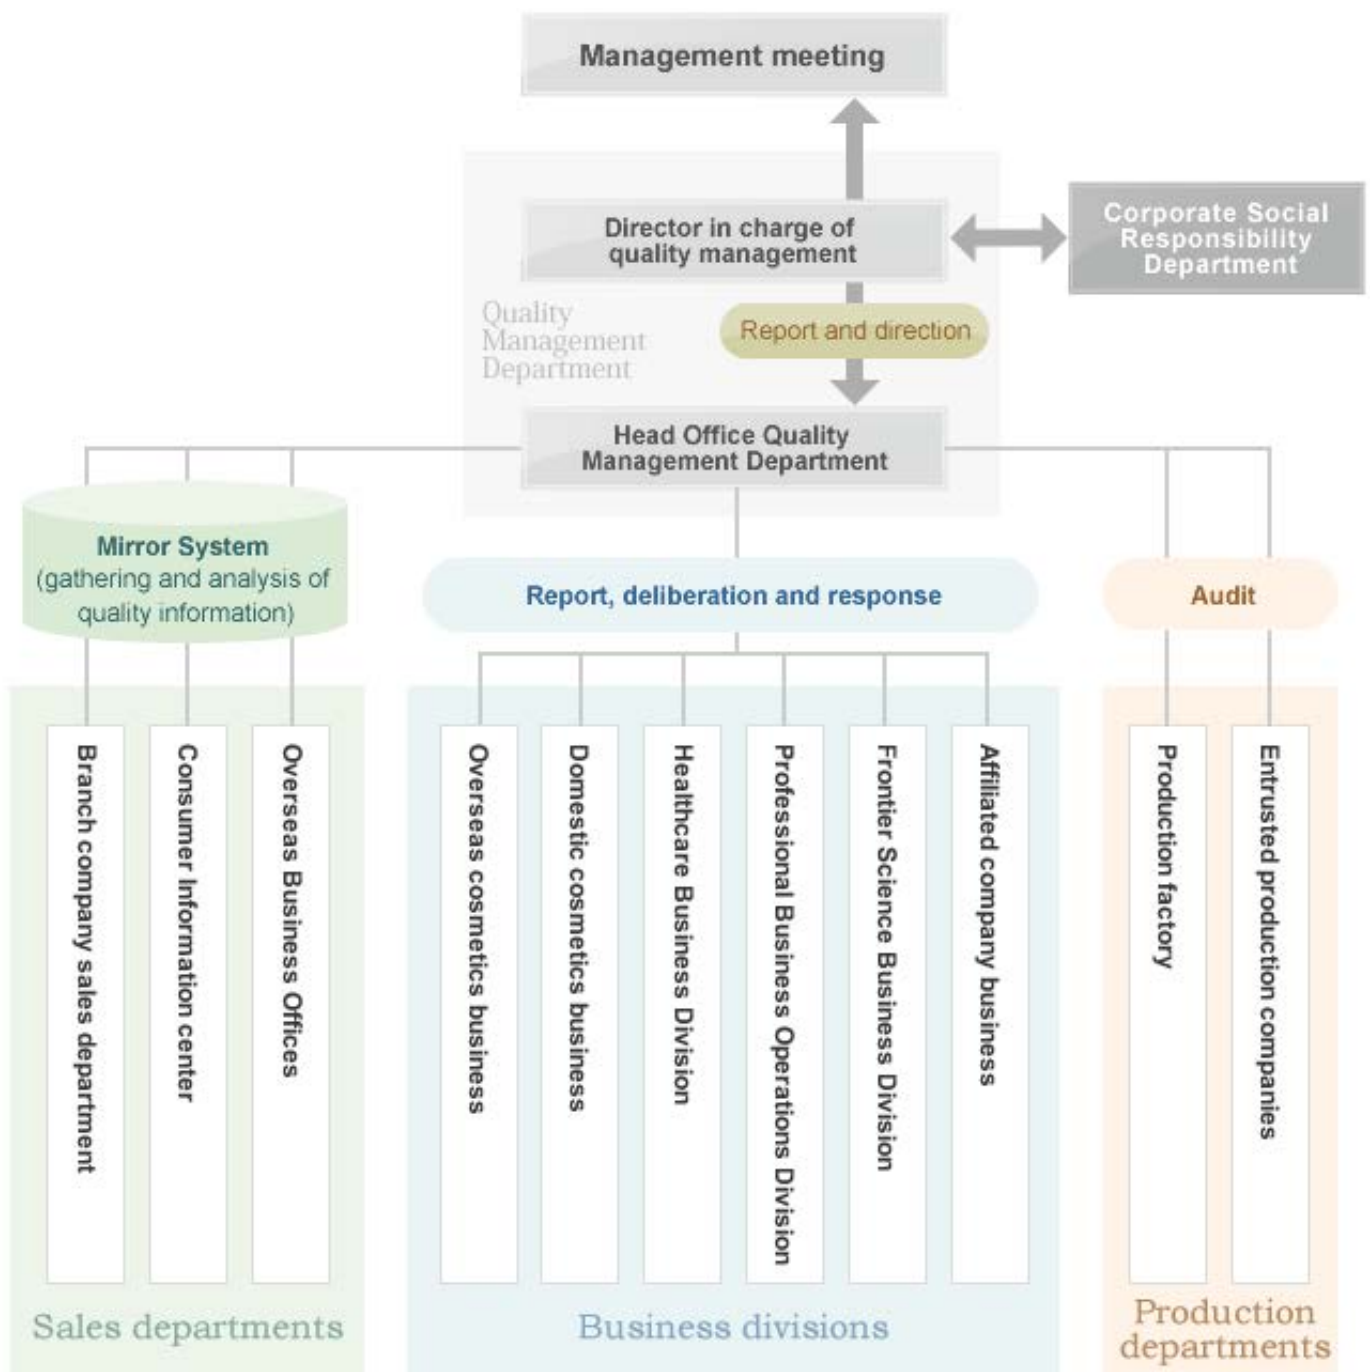 Management meeting
Director in charge of
quality management
Corporate Social
Responsibility
Department
Quality
Management
Department
Report and direction
Head Office Quality
Management Department
Mirror System
(gathering and analysis of
quality information)
Report, deliberation and response
Audit
Branch company sales department
Consumer Information center
Overseas Business Offices
Overseas cosmetics business
Domestic cosmetics business
Healthcare Business Division
Professional Business Operations Division
Frontier Science Business Division
Affiliated company business
Production factory
Entrusted production companies
Sales departments
Business divisions
Production
departments